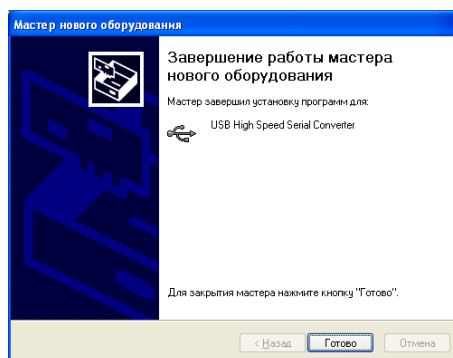 Мастер нового оборудования
Завершение работы мастера
нового оборудования
Мастер завершил установку программ для:
USB High Speed Serial Converter
Для закрытия мастера нажмите кнопку "Готово".
< Назад
Готово
Отмена